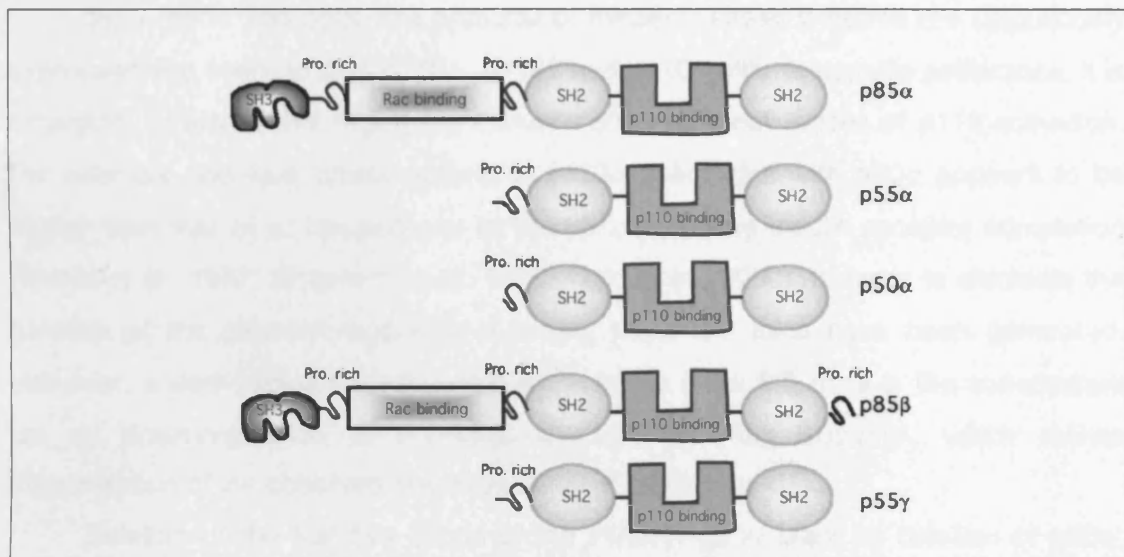 Pro. rich Pro. rich
SH3 Rac binding SH2 p110 binding SH2 p85α
Pro. rich
SH2 p110 binding SH2 p55α
Pro. rich
SH2 p110 binding SH2 p50α
Pro. rich Pro. rich Pro. rich
SH3 Rac binding SH2 p110 binding SH2 p85β
Pro. rich
SH2 p110 binding SH2 p55γ